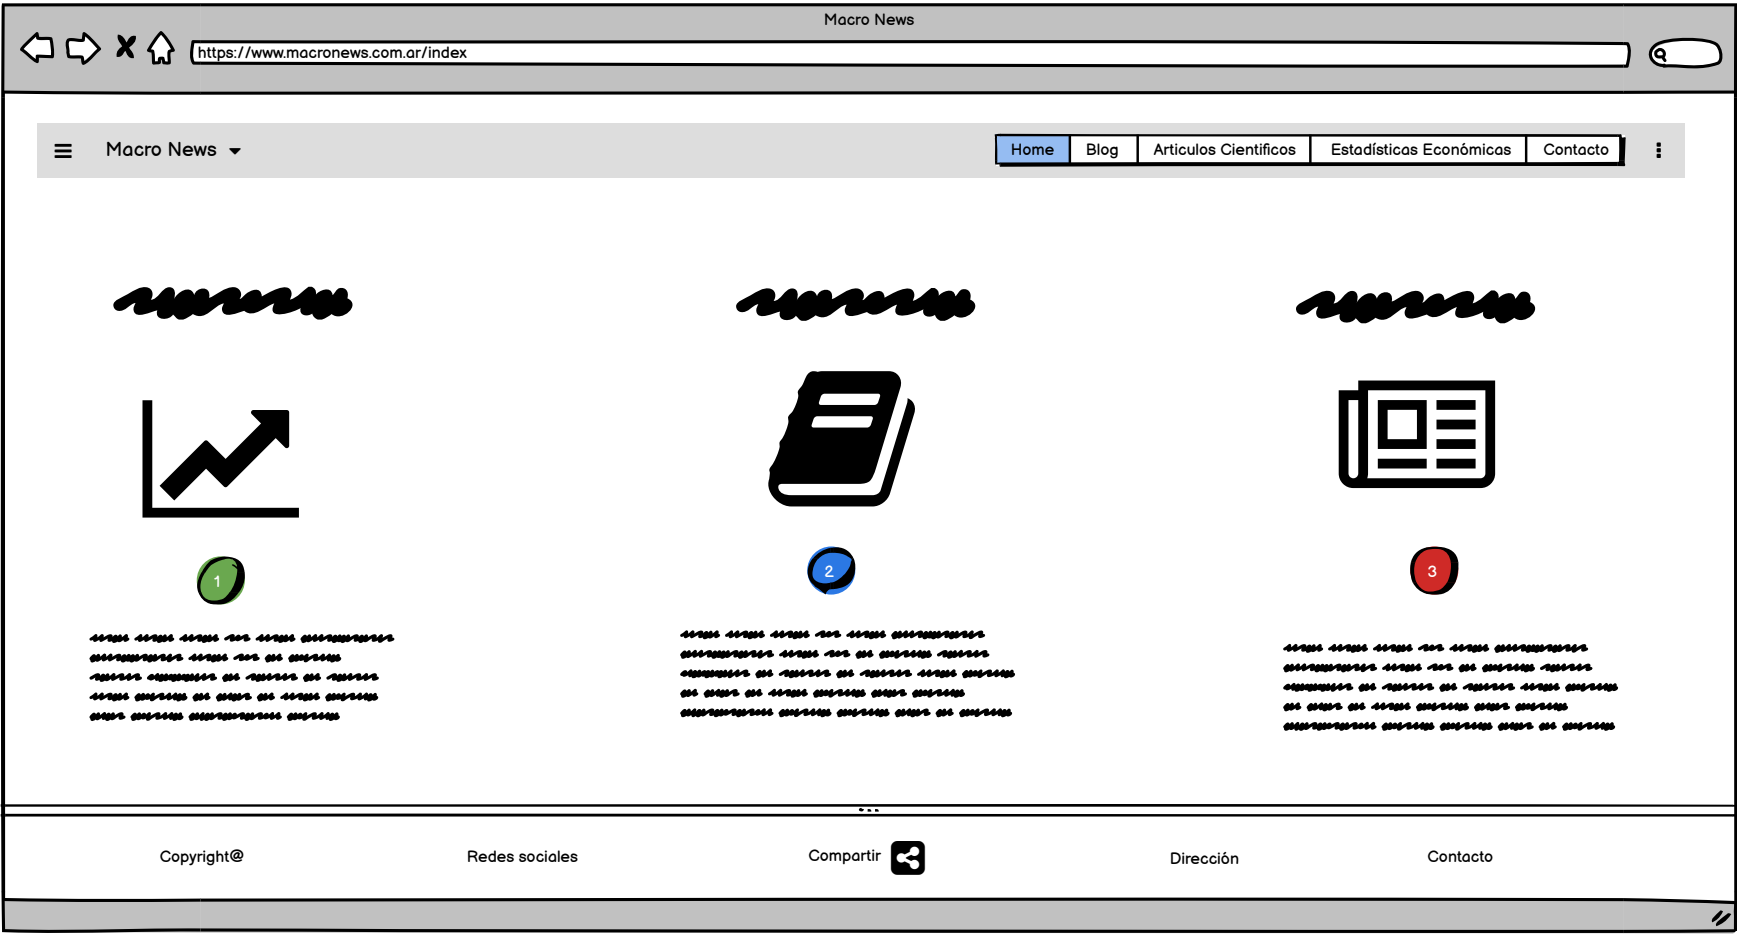 Macro News
https://www.macronews.com.ar/index
Macro News
Home
Blog
Articulos Cientificos
Estadísticas Económicas
Contacto
1
2
3
Copyright@
Redes sociales
Compartir
Dirección
Contacto